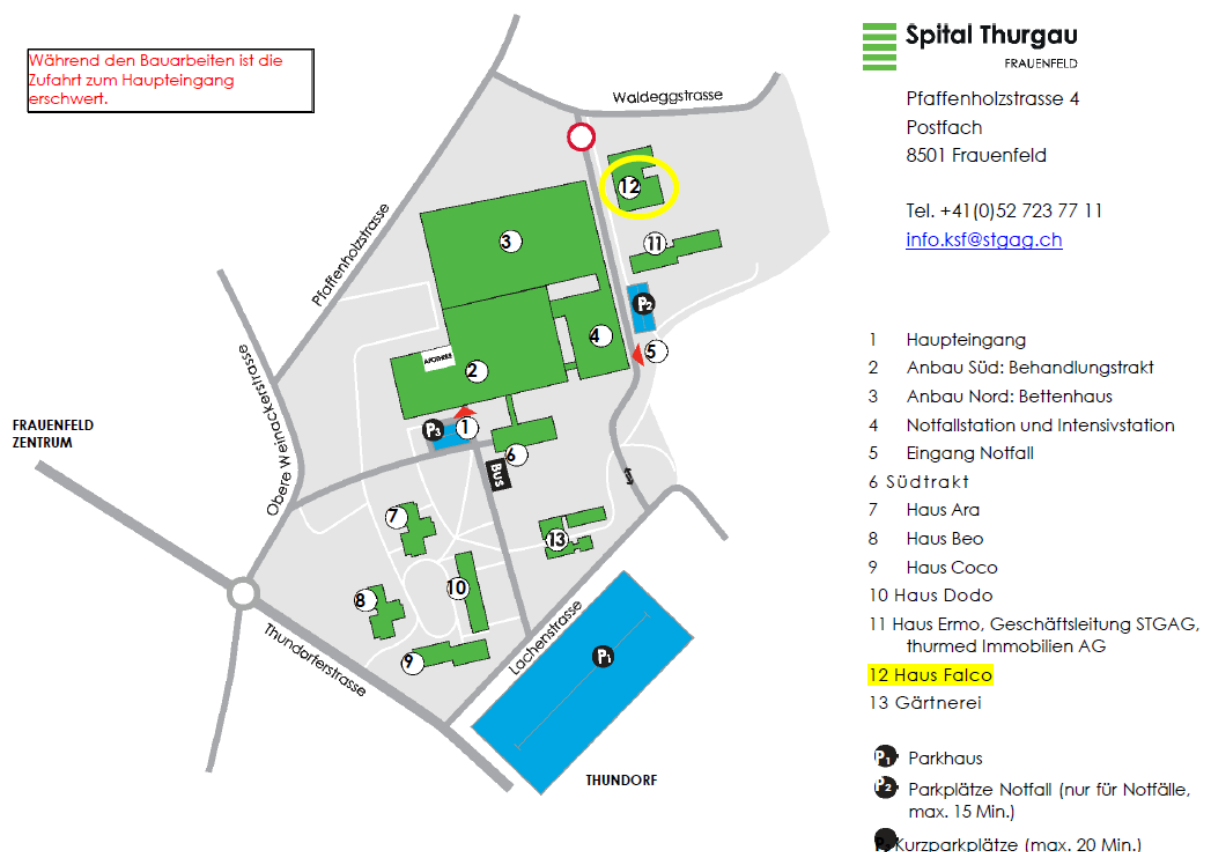 Während den Bauarbeiten ist die
Zufahrt zum Haupteingang
erschwert.
Spital Thurgau
FRAUENFELD
Pfaffenholzstrasse 4
Postfach
8501 Frauenfeld
Tel. +41(0)52 723 77 11
info.ksf@stgag.ch
Waldeggstrasse
Pfaffenholzstrasse
Obere Weinackerstrasse
FRAUENFELD
ZENTRUM
Thundorferstrasse
Lachenstrasse
THUNDORF
APOTHEKE
Bus
12
11
3
P2
4
5
2
P3
1
6
7
13
10
8
9
P1
1 Haupteingang
2 Anbau Süd: Behandlungstrakt
3 Anbau Nord: Bettenhaus
4 Notfallstation und Intensivstation
5 Eingang Notfall
6 Südtrakt
7 Haus Ara
8 Haus Beo
9 Haus Coco
10 Haus Dodo
11 Haus Ermo, Geschäftsleitung STGAG,
thurmed Immobilien AG
12 Haus Falco
13 Gärtnerei
P1 Parkhaus
P2 Parkplätze Notfall (nur für Notfälle,
max. 15 Min.)
Kurzparkplätze (max. 20 Min.)